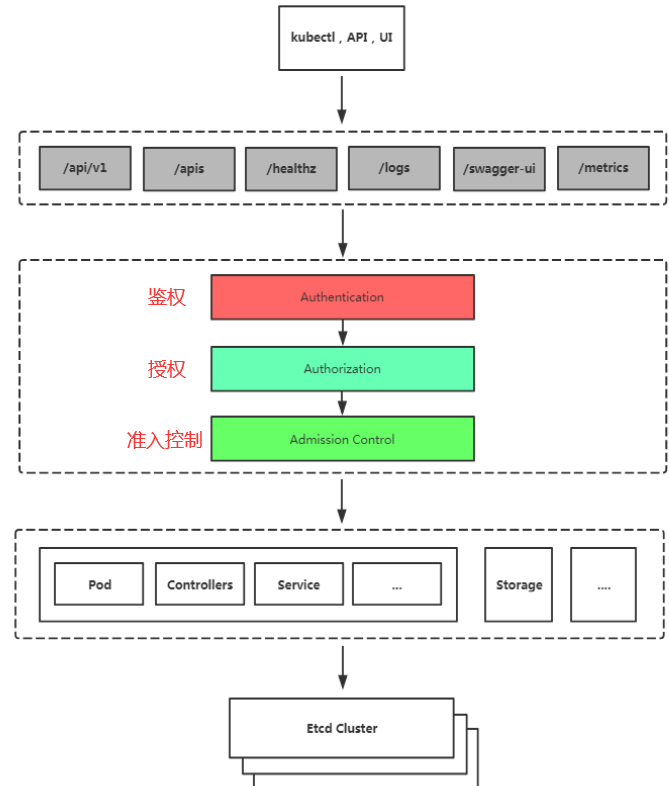 kubectl , API , UI
/api/v1
/apis
/healthz
/logs
/swagger-ui
/metrics
鉴权
Authentication
授权
Authorization
准入控制
Admission Control
Pod
Controllers
Service
...
Storage
....
Etcd Cluster